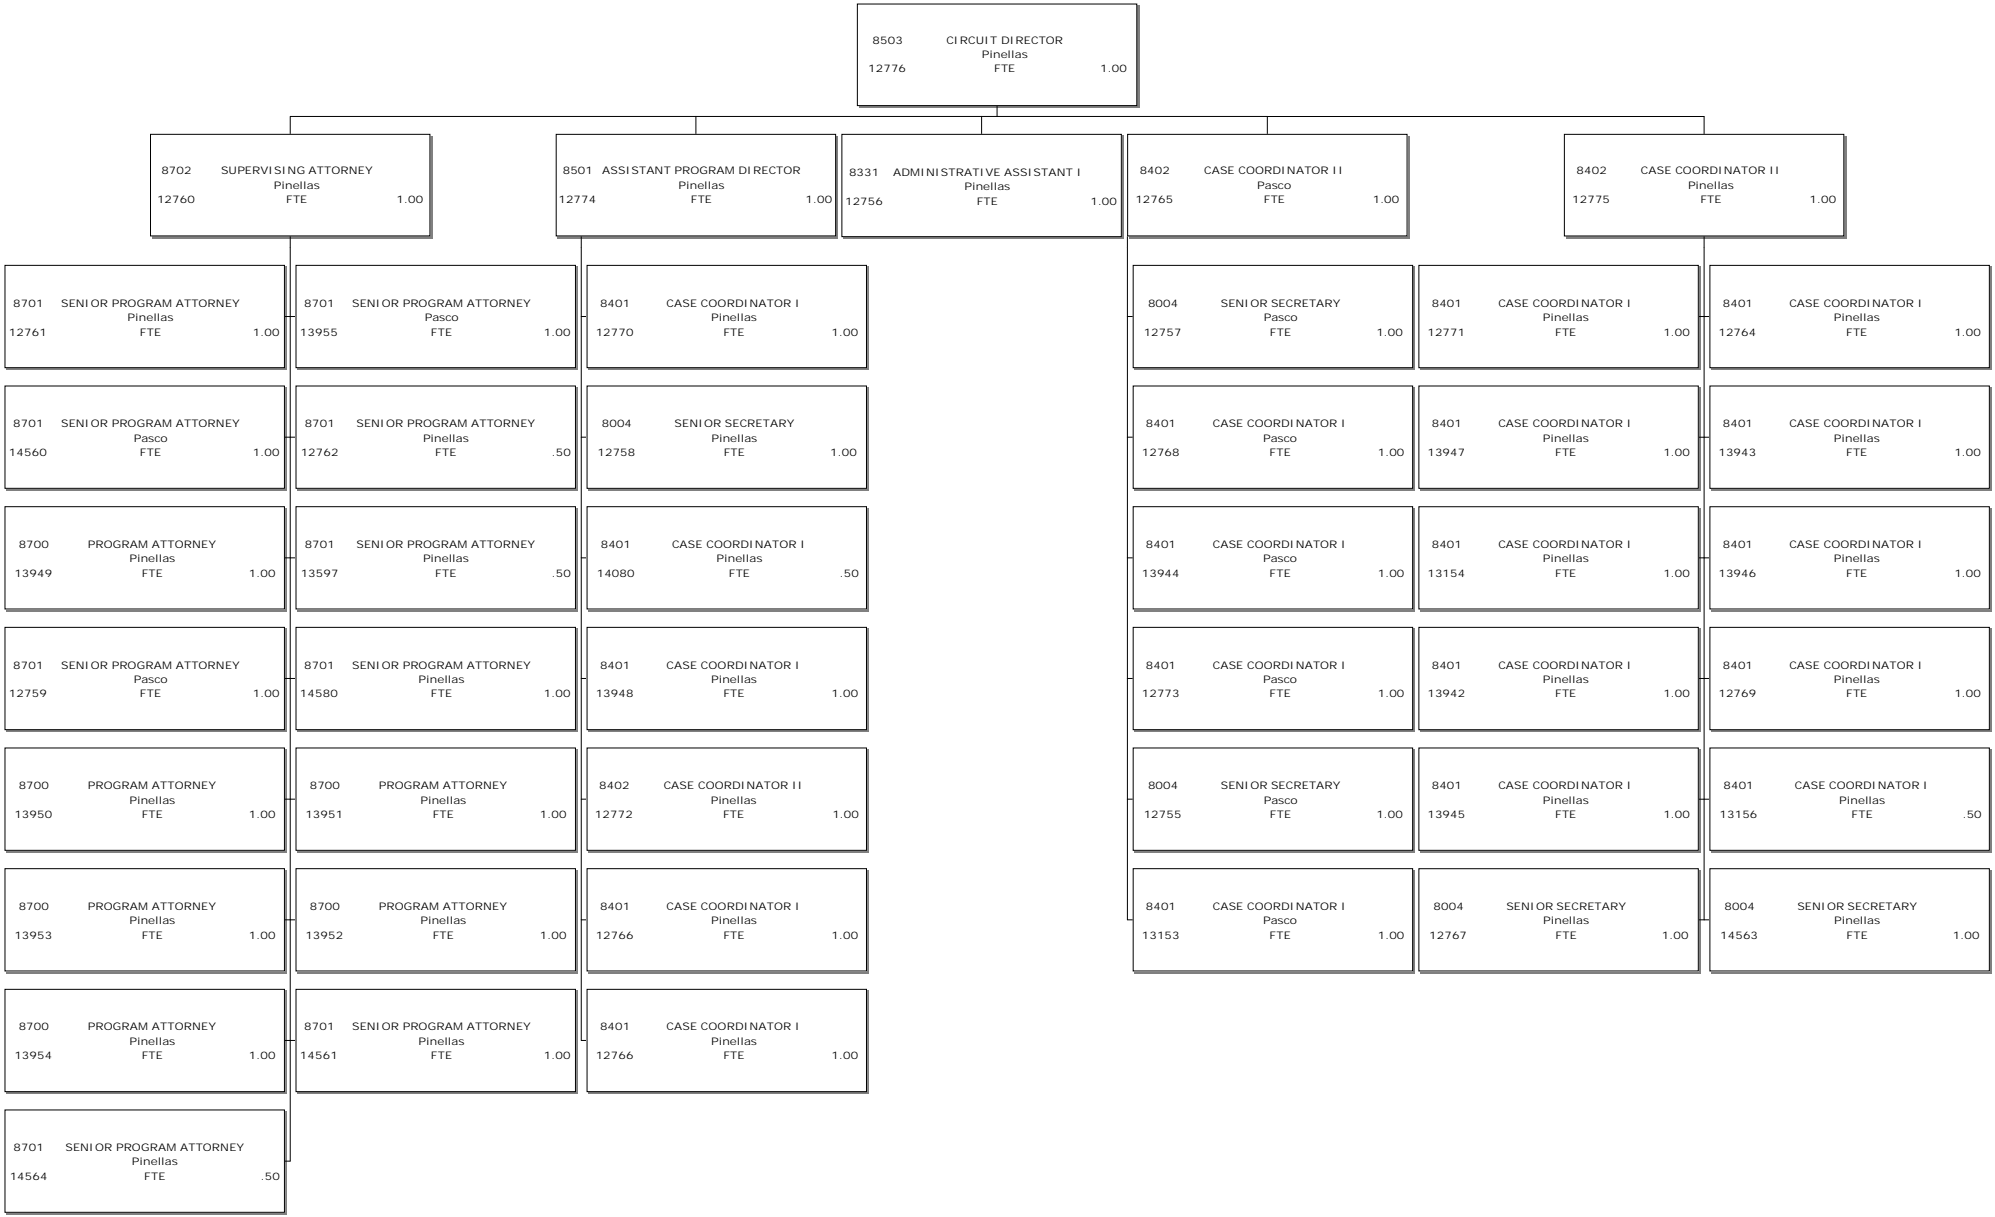 8503 CIRCUIT DIRECTOR
Pinellas
12776 FTE 1.00
8702 SUPERVISING ATTORNEY
Pinellas
12760 FTE 1.00
8501 ASSISTANT PROGRAM DIRECTOR
Pinellas
12774 FTE 1.00
8331 ADMINISTRATIVE ASSISTANT I
Pinellas
12756 FTE 1.00
8402 CASE COORDINATOR II
Pasco
12765 FTE 1.00
8402 CASE COORDINATOR II
Pinellas
12775 FTE 1.00
8701 SENIOR PROGRAM ATTORNEY
Pinellas
12761 FTE 1.00
8701 SENIOR PROGRAM ATTORNEY
Pasco
13955 FTE 1.00
8401 CASE COORDINATOR I
Pinellas
12770 FTE 1.00
8004 SENIOR SECRETARY
Pasco
12757 FTE 1.00
8401 CASE COORDINATOR I
Pinellas
12771 FTE 1.00
8401 CASE COORDINATOR I
Pinellas
12764 FTE 1.00
8701 SENIOR PROGRAM ATTORNEY
Pasco
14560 FTE 1.00
8701 SENIOR PROGRAM ATTORNEY
Pinellas
12762 FTE .50
8004 SENIOR SECRETARY
Pinellas
12758 FTE 1.00
8401 CASE COORDINATOR I
Pasco
12768 FTE 1.00
8401 CASE COORDINATOR I
Pinellas
13947 FTE 1.00
8401 CASE COORDINATOR I
Pinellas
13943 FTE 1.00
8700 PROGRAM ATTORNEY
Pinellas
13949 FTE 1.00
8701 SENIOR PROGRAM ATTORNEY
Pinellas
13597 FTE .50
8401 CASE COORDINATOR I
Pinellas
14080 FTE .50
8401 CASE COORDINATOR I
Pasco
13944 FTE 1.00
8401 CASE COORDINATOR I
Pinellas
13154 FTE 1.00
8401 CASE COORDINATOR I
Pinellas
13946 FTE 1.00
8701 SENIOR PROGRAM ATTORNEY
Pasco
12759 FTE 1.00
8701 SENIOR PROGRAM ATTORNEY
Pinellas
14580 FTE 1.00
8401 CASE COORDINATOR I
Pinellas
13948 FTE 1.00
8401 CASE COORDINATOR I
Pasco
12773 FTE 1.00
8401 CASE COORDINATOR I
Pinellas
13942 FTE 1.00
8401 CASE COORDINATOR I
Pinellas
12769 FTE 1.00
8700 PROGRAM ATTORNEY
Pinellas
13950 FTE 1.00
8700 PROGRAM ATTORNEY
Pinellas
13951 FTE 1.00
8402 CASE COORDINATOR II
Pinellas
12772 FTE 1.00
8004 SENIOR SECRETARY
Pasco
12755 FTE 1.00
8401 CASE COORDINATOR I
Pinellas
13945 FTE 1.00
8401 CASE COORDINATOR I
Pinellas
13156 FTE .50
8700 PROGRAM ATTORNEY
Pinellas
13953 FTE 1.00
8700 PROGRAM ATTORNEY
Pinellas
13952 FTE 1.00
8401 CASE COORDINATOR I
Pinellas
12766 FTE 1.00
8401 CASE COORDINATOR I
Pasco
13153 FTE 1.00
8004 SENIOR SECRETARY
Pinellas
12767 FTE 1.00
8004 SENIOR SECRETARY
Pinellas
14563 FTE 1.00
8700 PROGRAM ATTORNEY
Pinellas
13954 FTE 1.00
8701 SENIOR PROGRAM ATTORNEY
Pinellas
14561 FTE 1.00
8401 CASE COORDINATOR I
Pinellas
12766 FTE 1.00
8701 SENIOR PROGRAM ATTORNEY
Pinellas
14564 FTE .50